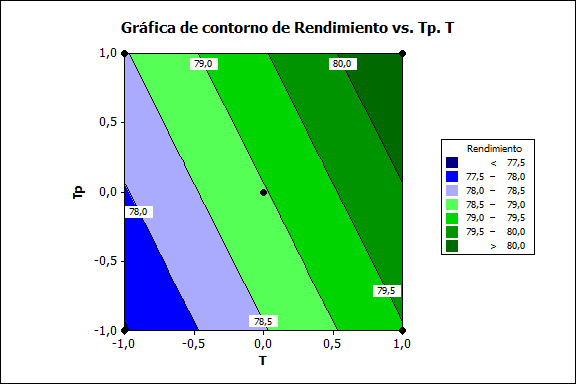 Gráfica de contorno de Rendimiento vs. Tp. T
1,0
0,5
0,0
-0,5
-1,0
Tp
79,0
80,0
78,0
79,5
78,5
-1,0 -0,5 0,0 0,5 1,0
T
Rendimiento
< 77,5
77,5 – 78,0
78,0 – 78,5
78,5 – 79,0
79,0 – 79,5
79,5 – 80,0
> 80,0